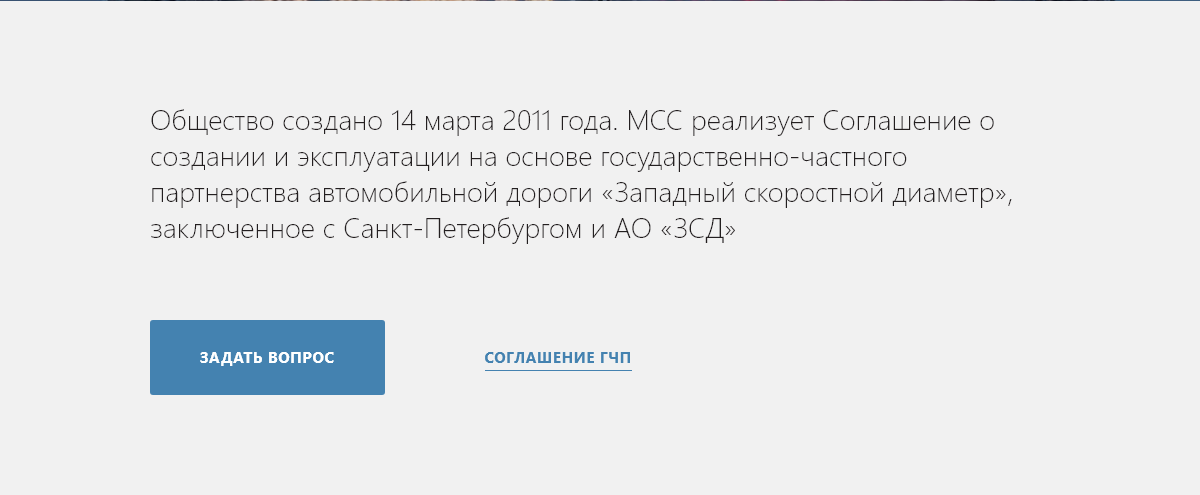 Общество создано 14 марта 2011 года. МСС реализует Соглашение о
создании и эксплуатации на основе государственно-частного
партнерства автомобильной дороги «Западный скоростной диаметр»,
заключенное с Санкт-Петербургом и АО «ЗСД»
ЗАДАТЬ ВОПРОС
СОГЛАШЕНИЕ ГЧП